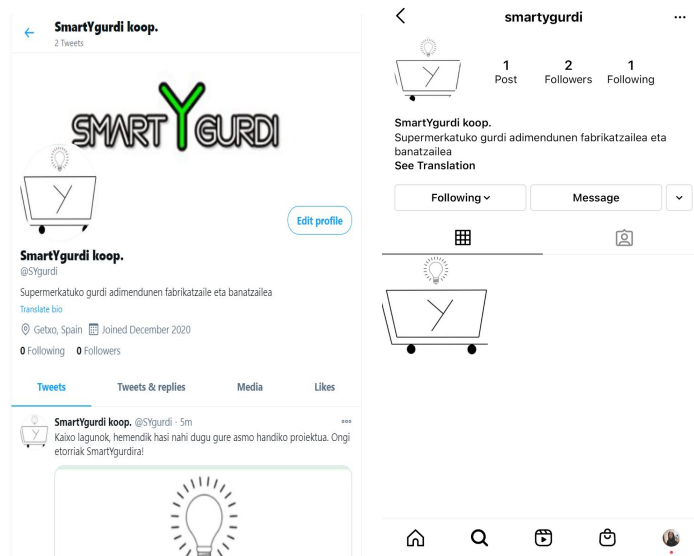 SmartYgurdi koop.
2 Tweets
SMART Y GURDI
Y
Edit profile
SmartYgurdi koop.
@SYgurdi
Supermerkatuko gurdi adimendunen fabrikatzaile eta banatzailea
Translate bio
Getxo, Spain Joined December 2020
0 Following 0 Followers
Tweets Tweets & replies Media Likes
Y
SmartYgurdi koop. @SYgurdi · 5m
Kaixo lagunok, hemendik hasi nahi dugu gure asmo handiko proiektua. Ongi
etorriak SmartYgurdira!
smartygurdi
Y
1 2 1
Post Followers Following
SmartYgurdi koop.
Supermerkatuko gurdi adimendunen fabrikatzailea eta
banatzailea
See Translation
Following Message
Y